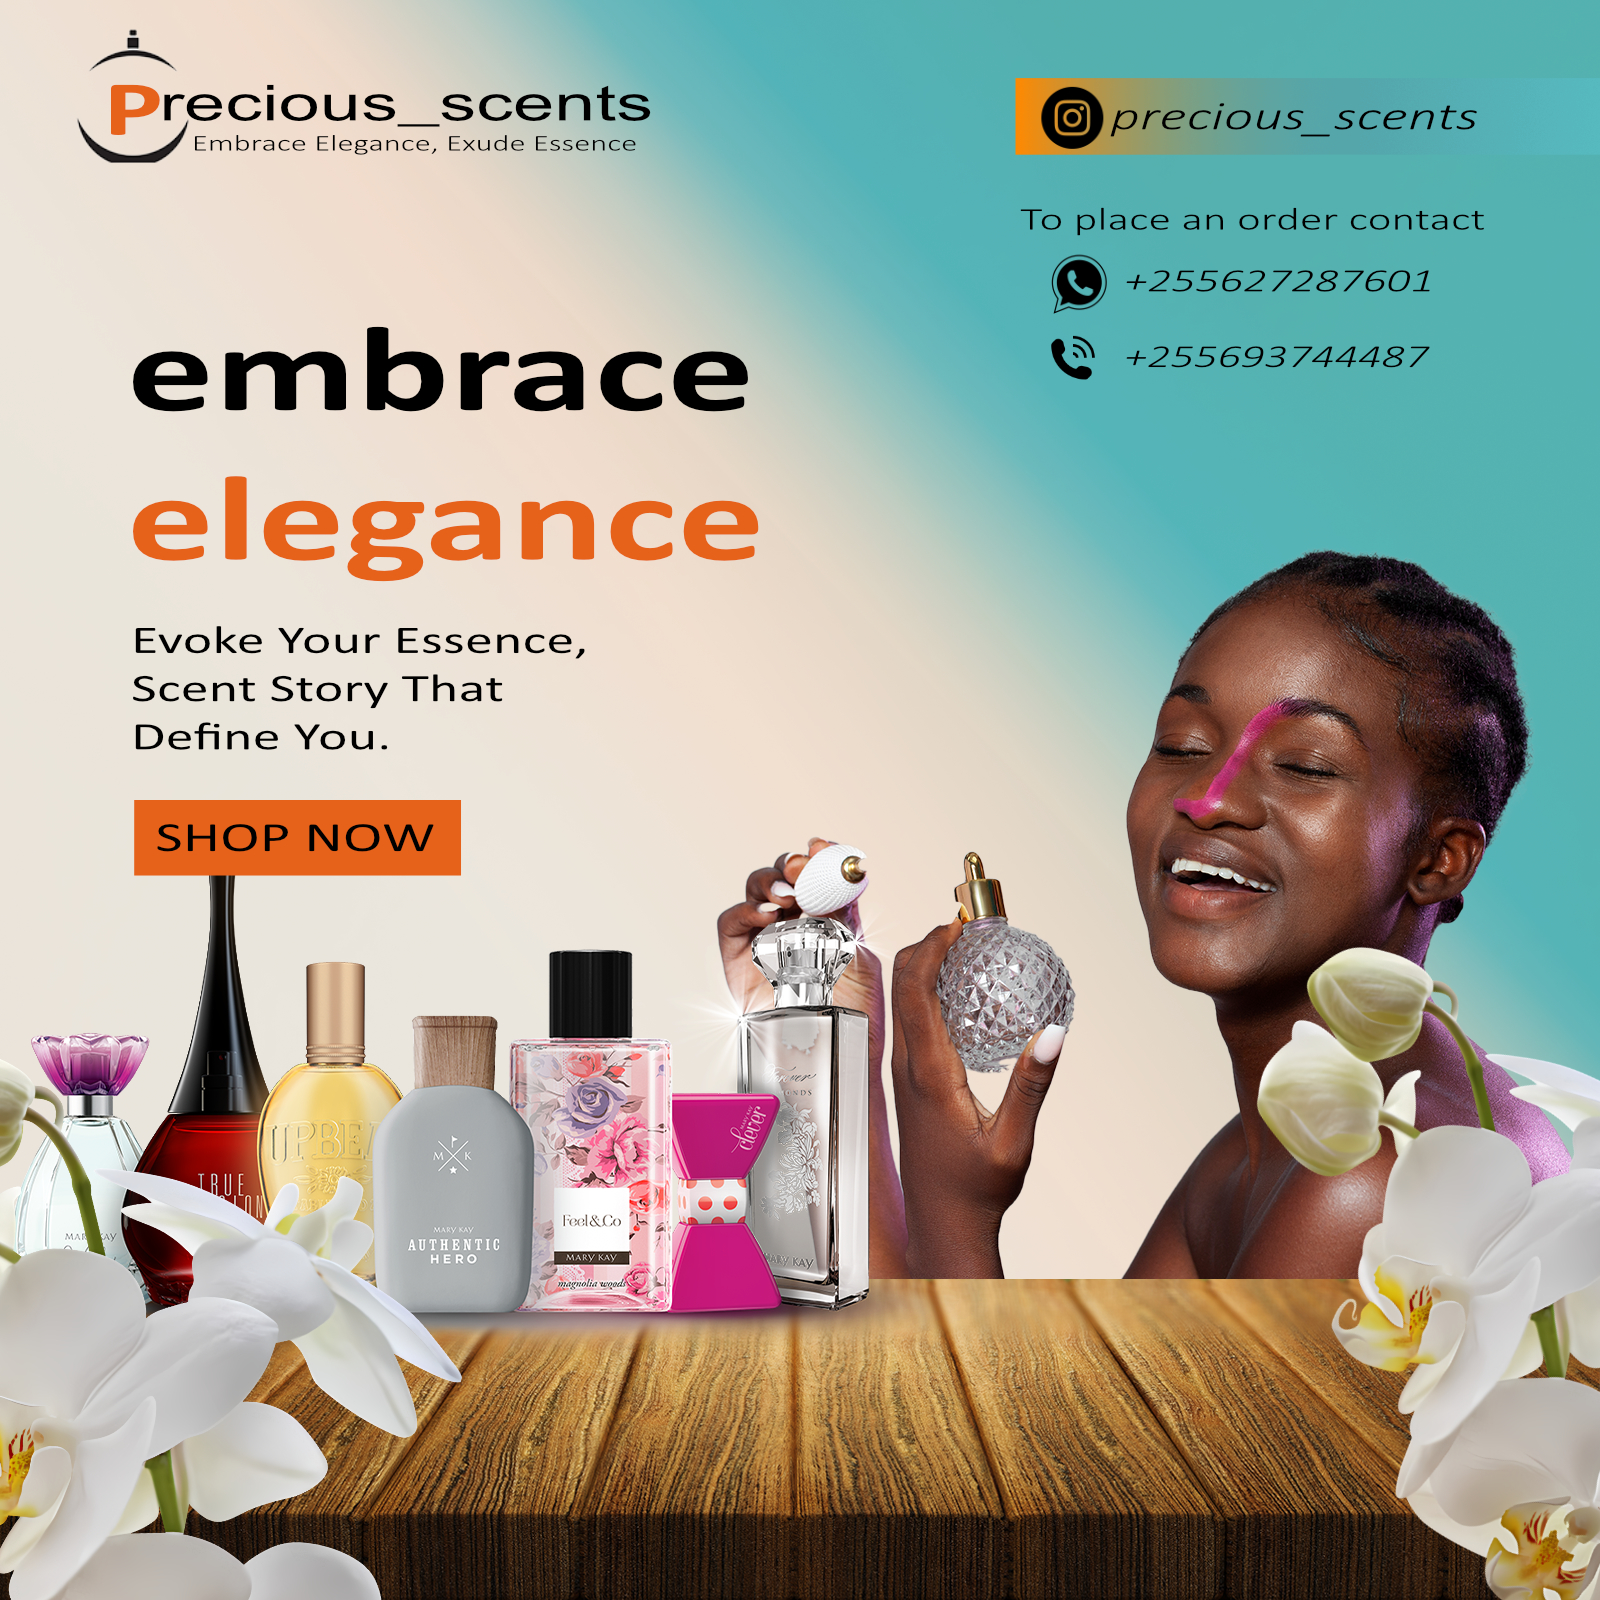 Precious_scents
Embrace Elegance, Exude Essence
precious_scents
To place an order contact
+255627287601
+255693744487
embrace
elegance
Evoke Your Essence,
Scent Story That
Define You.
SHOP NOW
clever
TRUE
M K
MARY KAY
AUTHENTIC
HERO
Feel&Co
MARY KAY
magnolia woods
MARY KAY